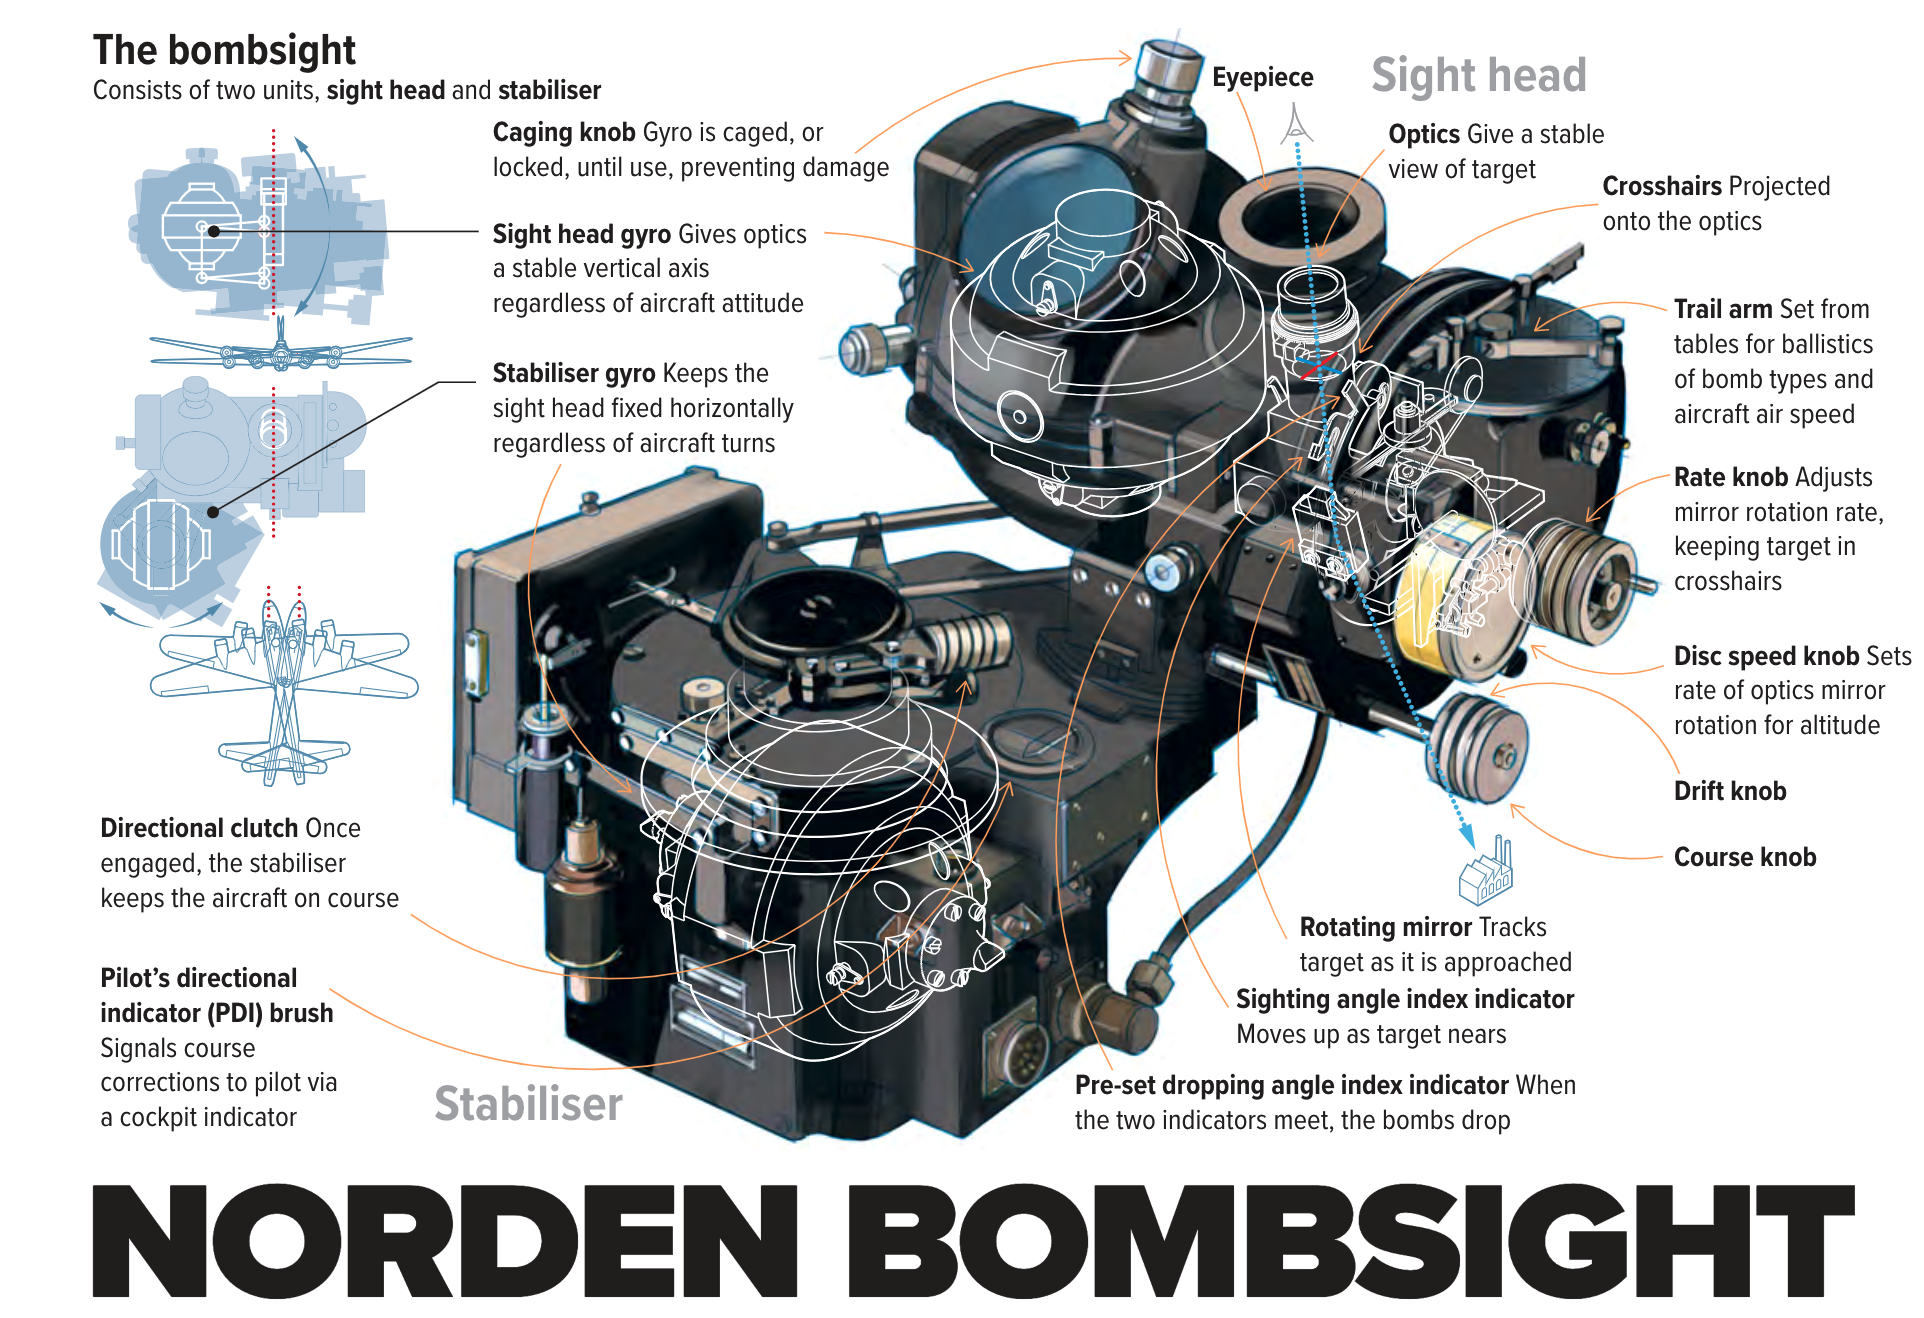 The bombsight
Consists of two units, sight head and stabiliser
Caging knob Gyro is caged, or
locked, until use, preventing damage
Sight head gyro Gives optics
a stable vertical axis
regardless of aircraft attitude
Stabiliser gyro Keeps the
sight head fixed horizontally
regardless of aircraft turns
Eyepiece
Sight head
Optics Give a stable
view of target
Crosshairs Projected
onto the optics
Trail arm Set from
tables for ballistics
of bomb types and
aircraft air speed
Rate knob Adjusts
mirror rotation rate,
keeping target in
crosshairs
Disc speed knob Sets
rate of optics mirror
rotation for altitude
Drift knob
Course knob
Directional clutch Once
engaged, the stabiliser
keeps the aircraft on course
Pilot’s directional
indicator (PDI) brush
Signals course
corrections to pilot via
a cockpit indicator
Stabiliser
Rotating mirror Tracks
target as it is approached
Sighting angle index indicator
Moves up as target nears
Pre-set dropping angle index indicator When
the two indicators meet, the bombs drop
NORDEN BOMBSIGHT